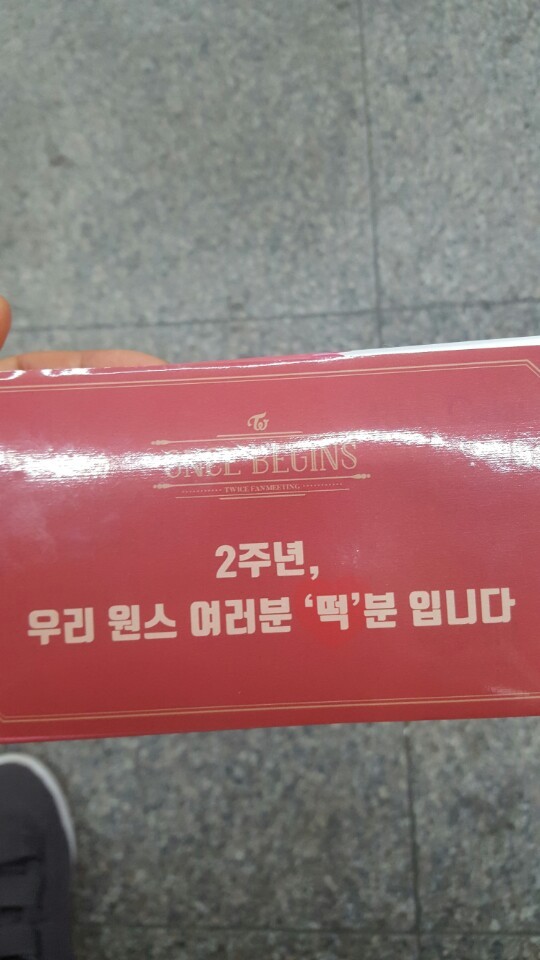 ONCE BEGINS
TWICE FANMEETING
2주년,
우리 원스 여러분 '떡'분 입니다